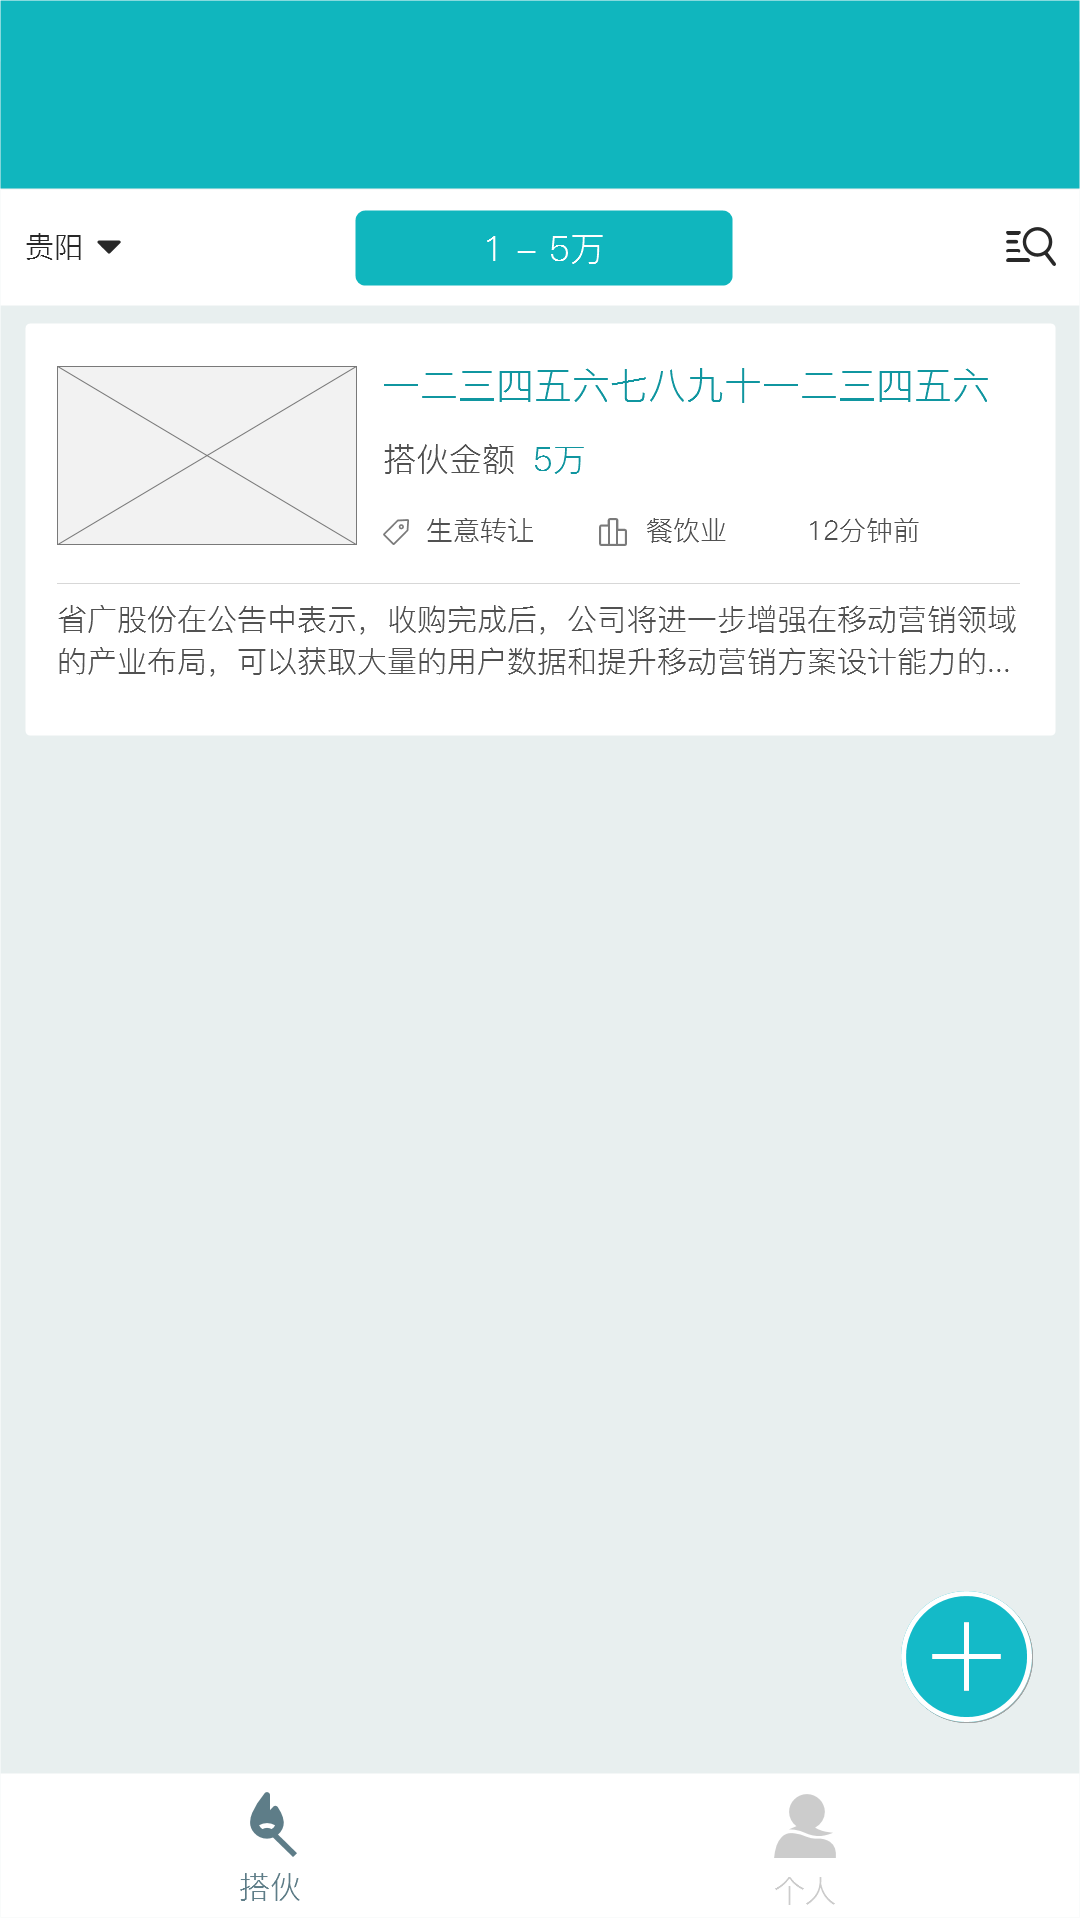 贵阳
1 – 5万
一二三四五六七八九十一二三四五六
搭伙金额 5万
生意转让 餐饮业 12分钟前
省广股份在公告中表示，收购完成后，公司将进一步增强在移动营销领域
的产业布局，可以获取大量的用户数据和提升移动营销方案设计能力的...
搭伙
个人